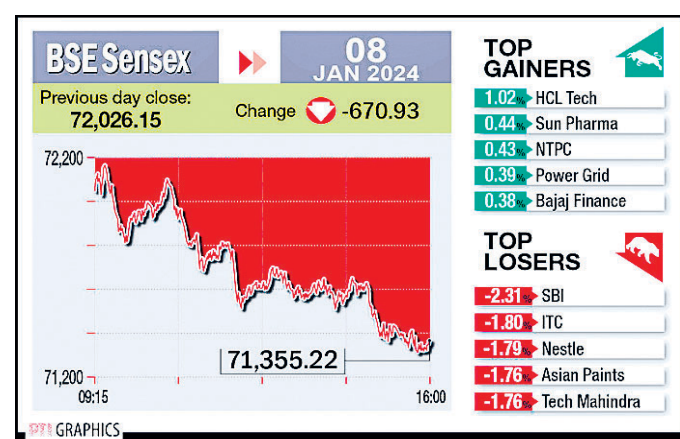 BSE Sensex
08
JAN 2024
Previous day close:
72,026.15
Change -670.93
72,200
71,355.22
71,200
09:15 16:00
TOP
GAINERS
1.02% HCL Tech
0.44% Sun Pharma
0.43% NTPC
0.39% Power Grid
0.38% Bajaj Finance
TOP
LOSERS
-2.31% SBI
-1.80% ITC
-1.79% Nestle
-1.76% Asian Paints
-1.76% Tech Mahindra
PTI GRAPHICS